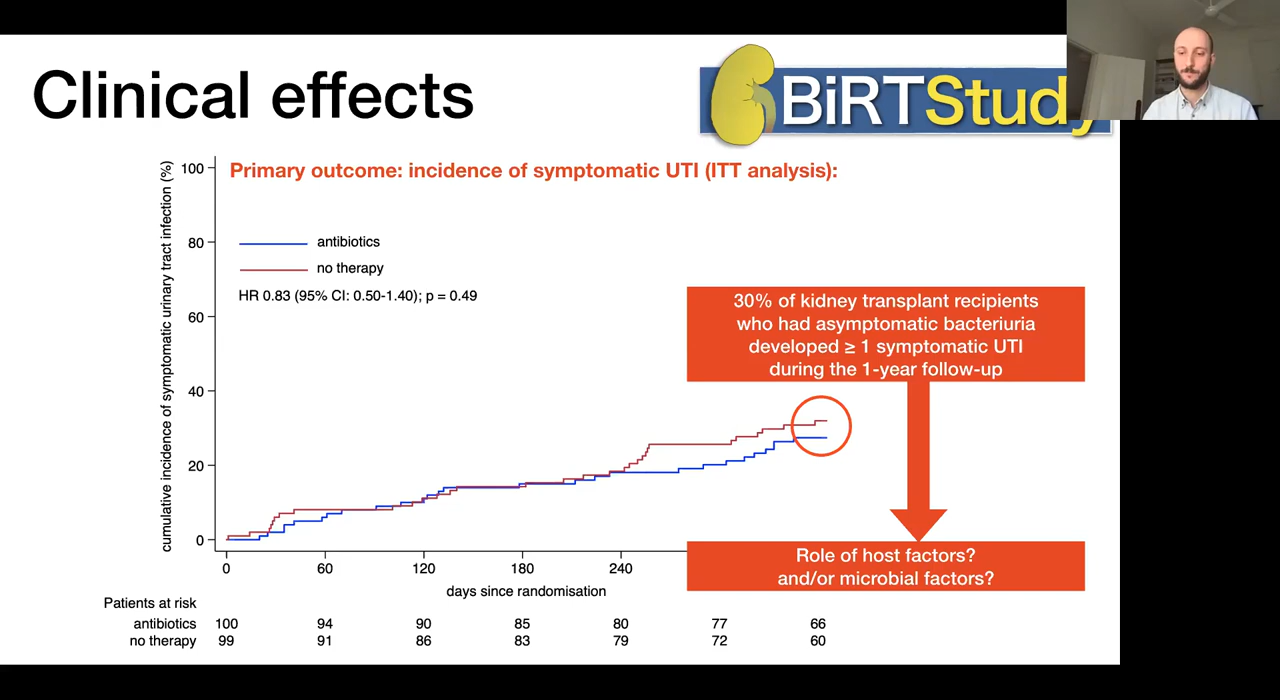 Clinical effects
BiRTStudy
Primary outcome: incidence of symptomatic UTI (ITT analysis):
cumulative incidence of symptomatic urinary tract infection (%)
100
80
60
40
20
0
antibiotics
no therapy
HR 0.83 (95% CI: 0.50-1.40); p = 0.49
30% of kidney transplant recipients
who had asymptomatic bacteriuria
developed ≥ 1 symptomatic UTI
during the 1-year follow-up
Role of host factors?
and/or microbial factors?
0 60 120 180 240
days since randomisation
Patients at risk
antibiotics 100 94 90 85 80 77 66
no therapy 99 91 86 83 79 72 60